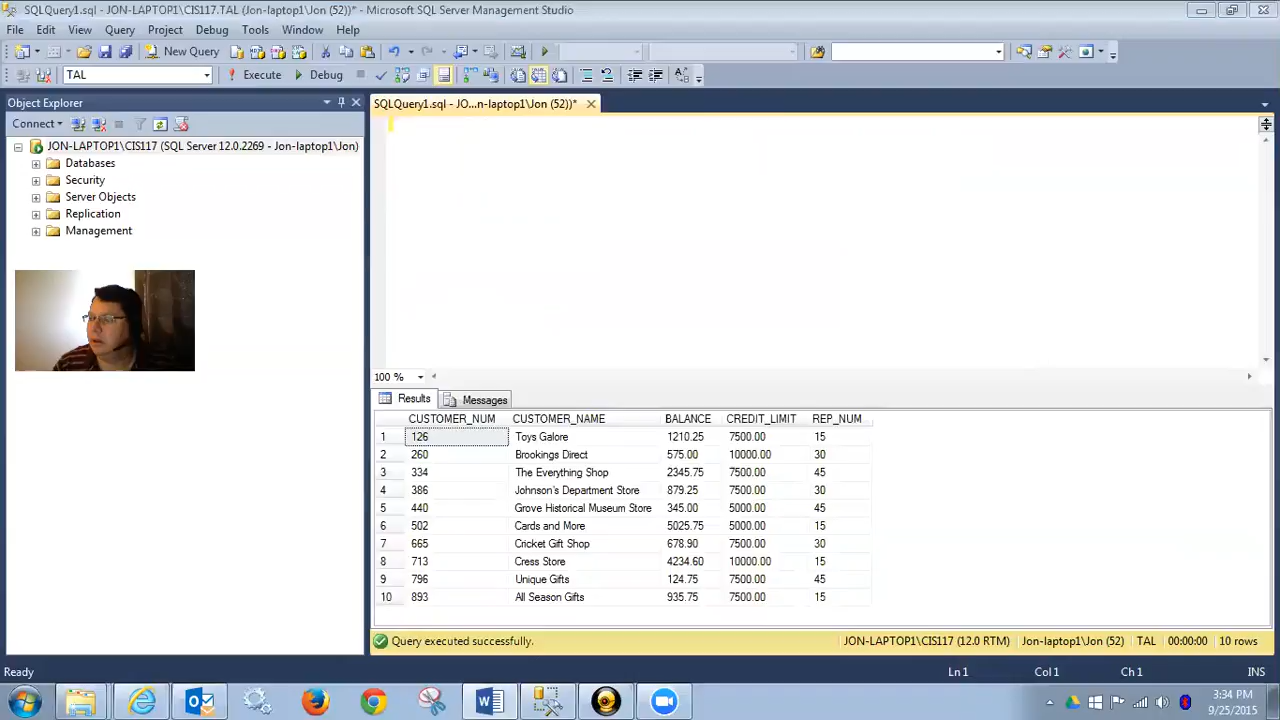 SQLQuery1.sql - JON-LAPTOP1\CIS117.TAL (Jon-laptop1\Jon (52))* - Microsoft SQL Server Management Studio
File Edit View Query Project Debug Tools Window Help
New Query
TAL Execute Debug
Object Explorer
SQLQuery1.sql - JO...n-laptop1\Jon (52))*
Connect
JON-LAPTOP1\CIS117 (SQL Server 12.0.2269 - Jon-laptop1\Jon)
Databases
Security
Server Objects
Replication
Management
100 %
Results Messages
CUSTOMER_NUM CUSTOMER_NAME BALANCE CREDIT_LIMIT REP_NUM
1 126 Toys Galore 1210.25 7500.00 15
2 260 Brookings Direct 575.00 10000.00 30
3 334 The Everything Shop 2345.75 7500.00 45
4 386 Johnson's Department Store 879.25 7500.00 30
5 440 Grove Historical Museum Store 345.00 5000.00 45
6 502 Cards and More 5025.75 5000.00 15
7 665 Cricket Gift Shop 678.90 7500.00 30
8 713 Cress Store 4234.60 10000.00 15
9 796 Unique Gifts 124.75 7500.00 45
10 893 All Season Gifts 935.75 7500.00 15
Query executed successfully. JON-LAPTOP1\CIS117 (12.0 RTM) Jon-laptop1\Jon (52) TAL 00:00:00 10 rows
Ready Ln 1 Col 1 Ch 1 INS
3:34 PM
9/25/2015